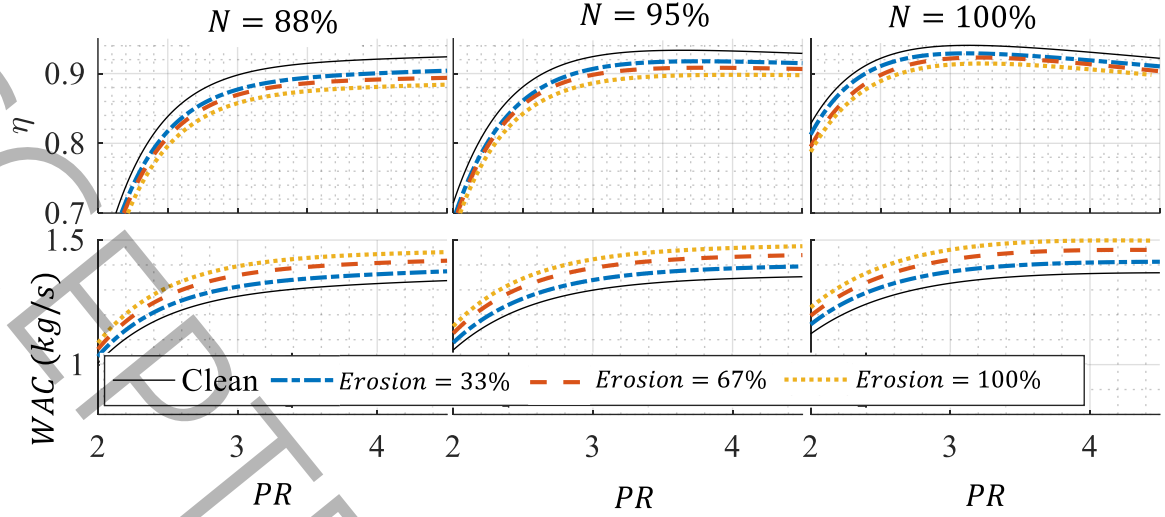 N = 88% N = 95% N = 100%
η
0.9
0.8
0.7
WAC (kg/s)
1.5
1
Clean Erosion = 33% Erosion = 67% Erosion = 100%
2 3 4 2 3 4 2 3 4
PR PR PR